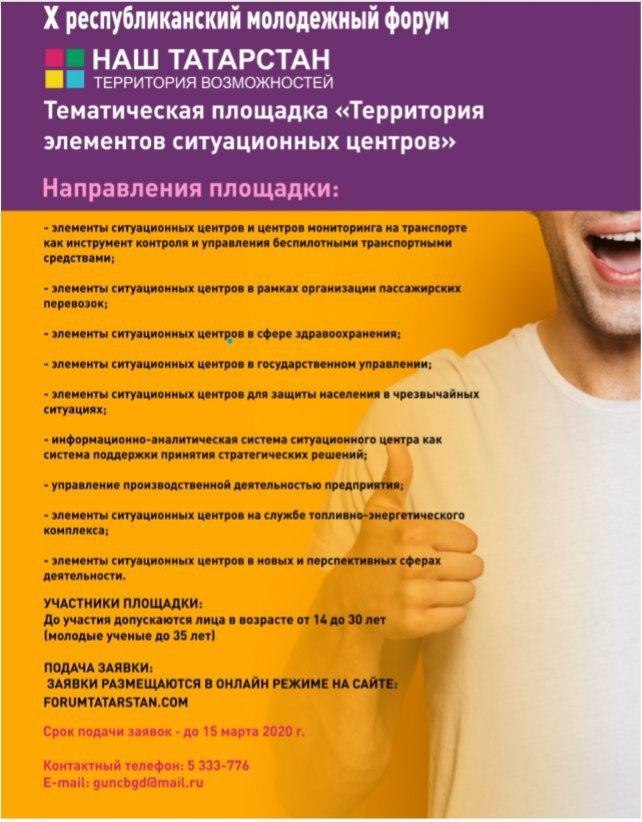 X республиканский молодежный форум
НАШ ТАТАРСТАН
ТЕРРИТОРИЯ ВОЗМОЖНОСТЕЙ
Тематическая площадка «Территория
элементов ситуационных центров»
Направления площадки:
- элементы ситуационных центров и центров мониторинга на транспорте
как инструмент контроля и управления беспилотными транспортными
средствами;
- элементы ситуационных центров в рамках организации пассажирских
перевозок;
- элементы ситуационных центров в сфере здравоохранения;
- элементы ситуационных центров в государственном управлении;
- элементы ситуационных центров для защиты населения в чрезвычайных
ситуациях;
- информационно-аналитическая система ситуационного центра как
система поддержки принятия стратегических решений;
- управление производственной деятельностью предприятия;
- элементы ситуационных центров на службе топливно-энергетического
комплекса;
- элементы ситуационных центров в новых и перспективных сферах
деятельности.
УЧАСТНИКИ ПЛОЩАДКИ:
До участия допускаются лица в возрасте от 14 до 30 лет
(молодые ученые до 35 лет)
ПОДАЧА ЗАЯВКИ:
ЗАЯВКИ РАЗМЕЩАЮТСЯ В ОНЛАЙН РЕЖИМЕ НА САЙТЕ:
FORUMTATARSTAN.COM
Срок подачи заявок - до 15 марта 2020 г.
Контактный телефон: 5 333-776
E-mail: guncbgd@mail.ru